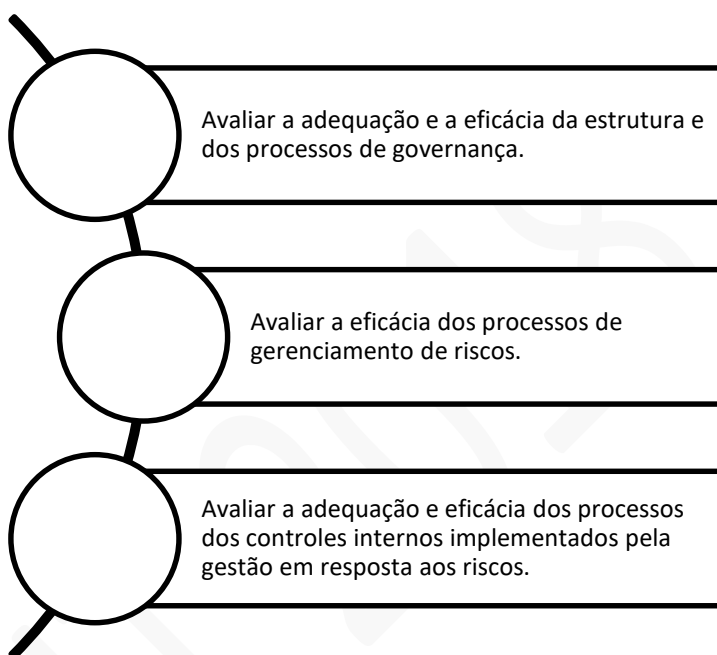 Avaliar a adequação e a eficácia da estrutura e
dos processos de governança.
Avaliar a eficácia dos processos de
gerenciamento de riscos.
Avaliar a adequação e eficácia dos processos
dos controles internos implementados pela
gestão em resposta aos riscos.